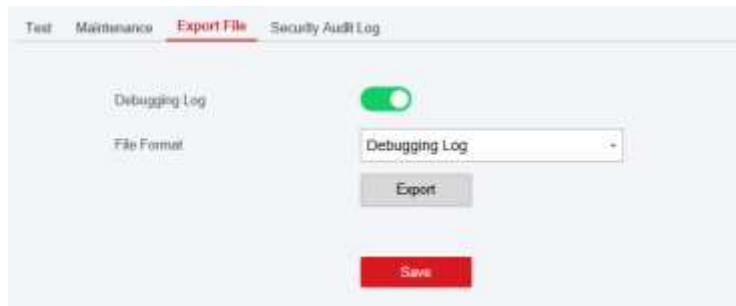 Test Maintenance Export File Security Audit Log
Debugging Log
File Format Debugging Log
Export
Save